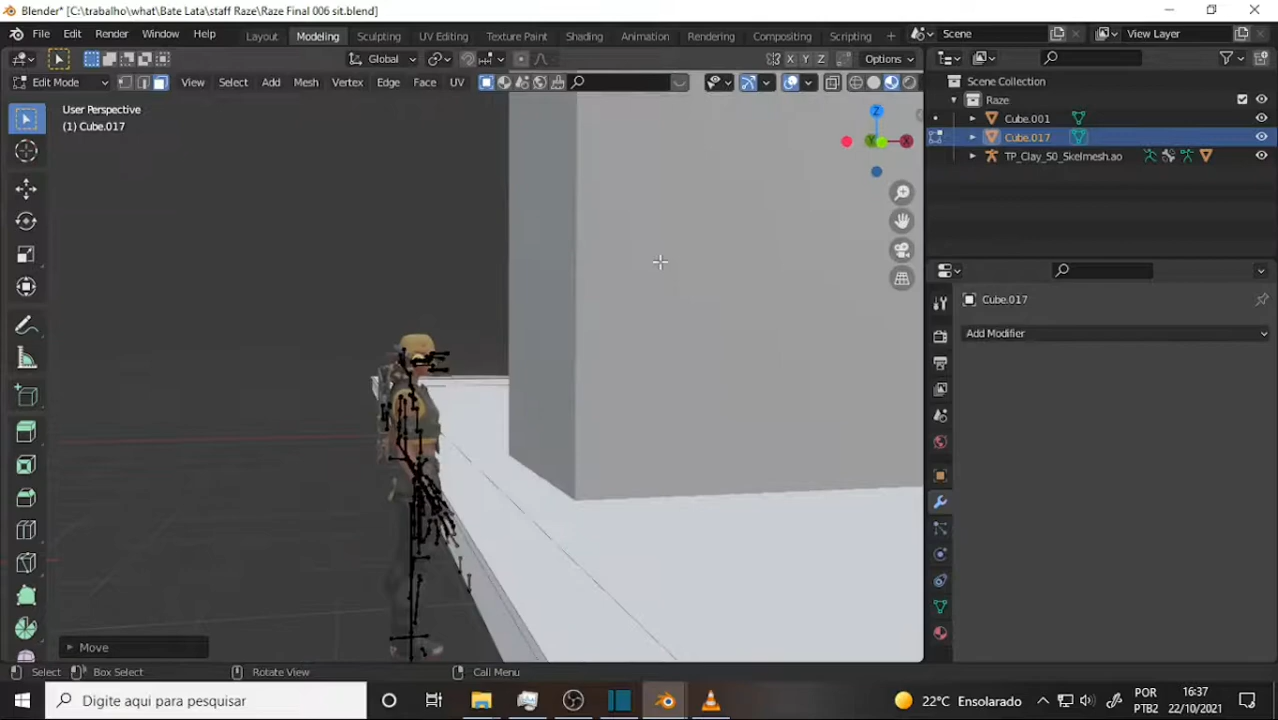 Blender* [C:\trabalho\what\Bate Lata\staff Raze\Raze Final 006 sit.blend]
File Edit Render Window Help Layout Modeling Sculpting UV Editing Texture Paint Shading Animation Rendering Compositing Scripting + Scene View Layer
Global X Y Z Options
Edit Mode View Select Add Mesh Vertex Edge Face UV
User Perspective
(1) Cube.017
Z
Y
Scene Collection
Raze
Cube.001
Cube.017
TP_Clay_S0_Skelmesh.ao
Cube.017
Add Modifier
Move
Select Box Select Rotate View Call Menu
Digite aqui para pesquisar
22°C Ensolarado
POR
PTB2
16:37
22/10/2021